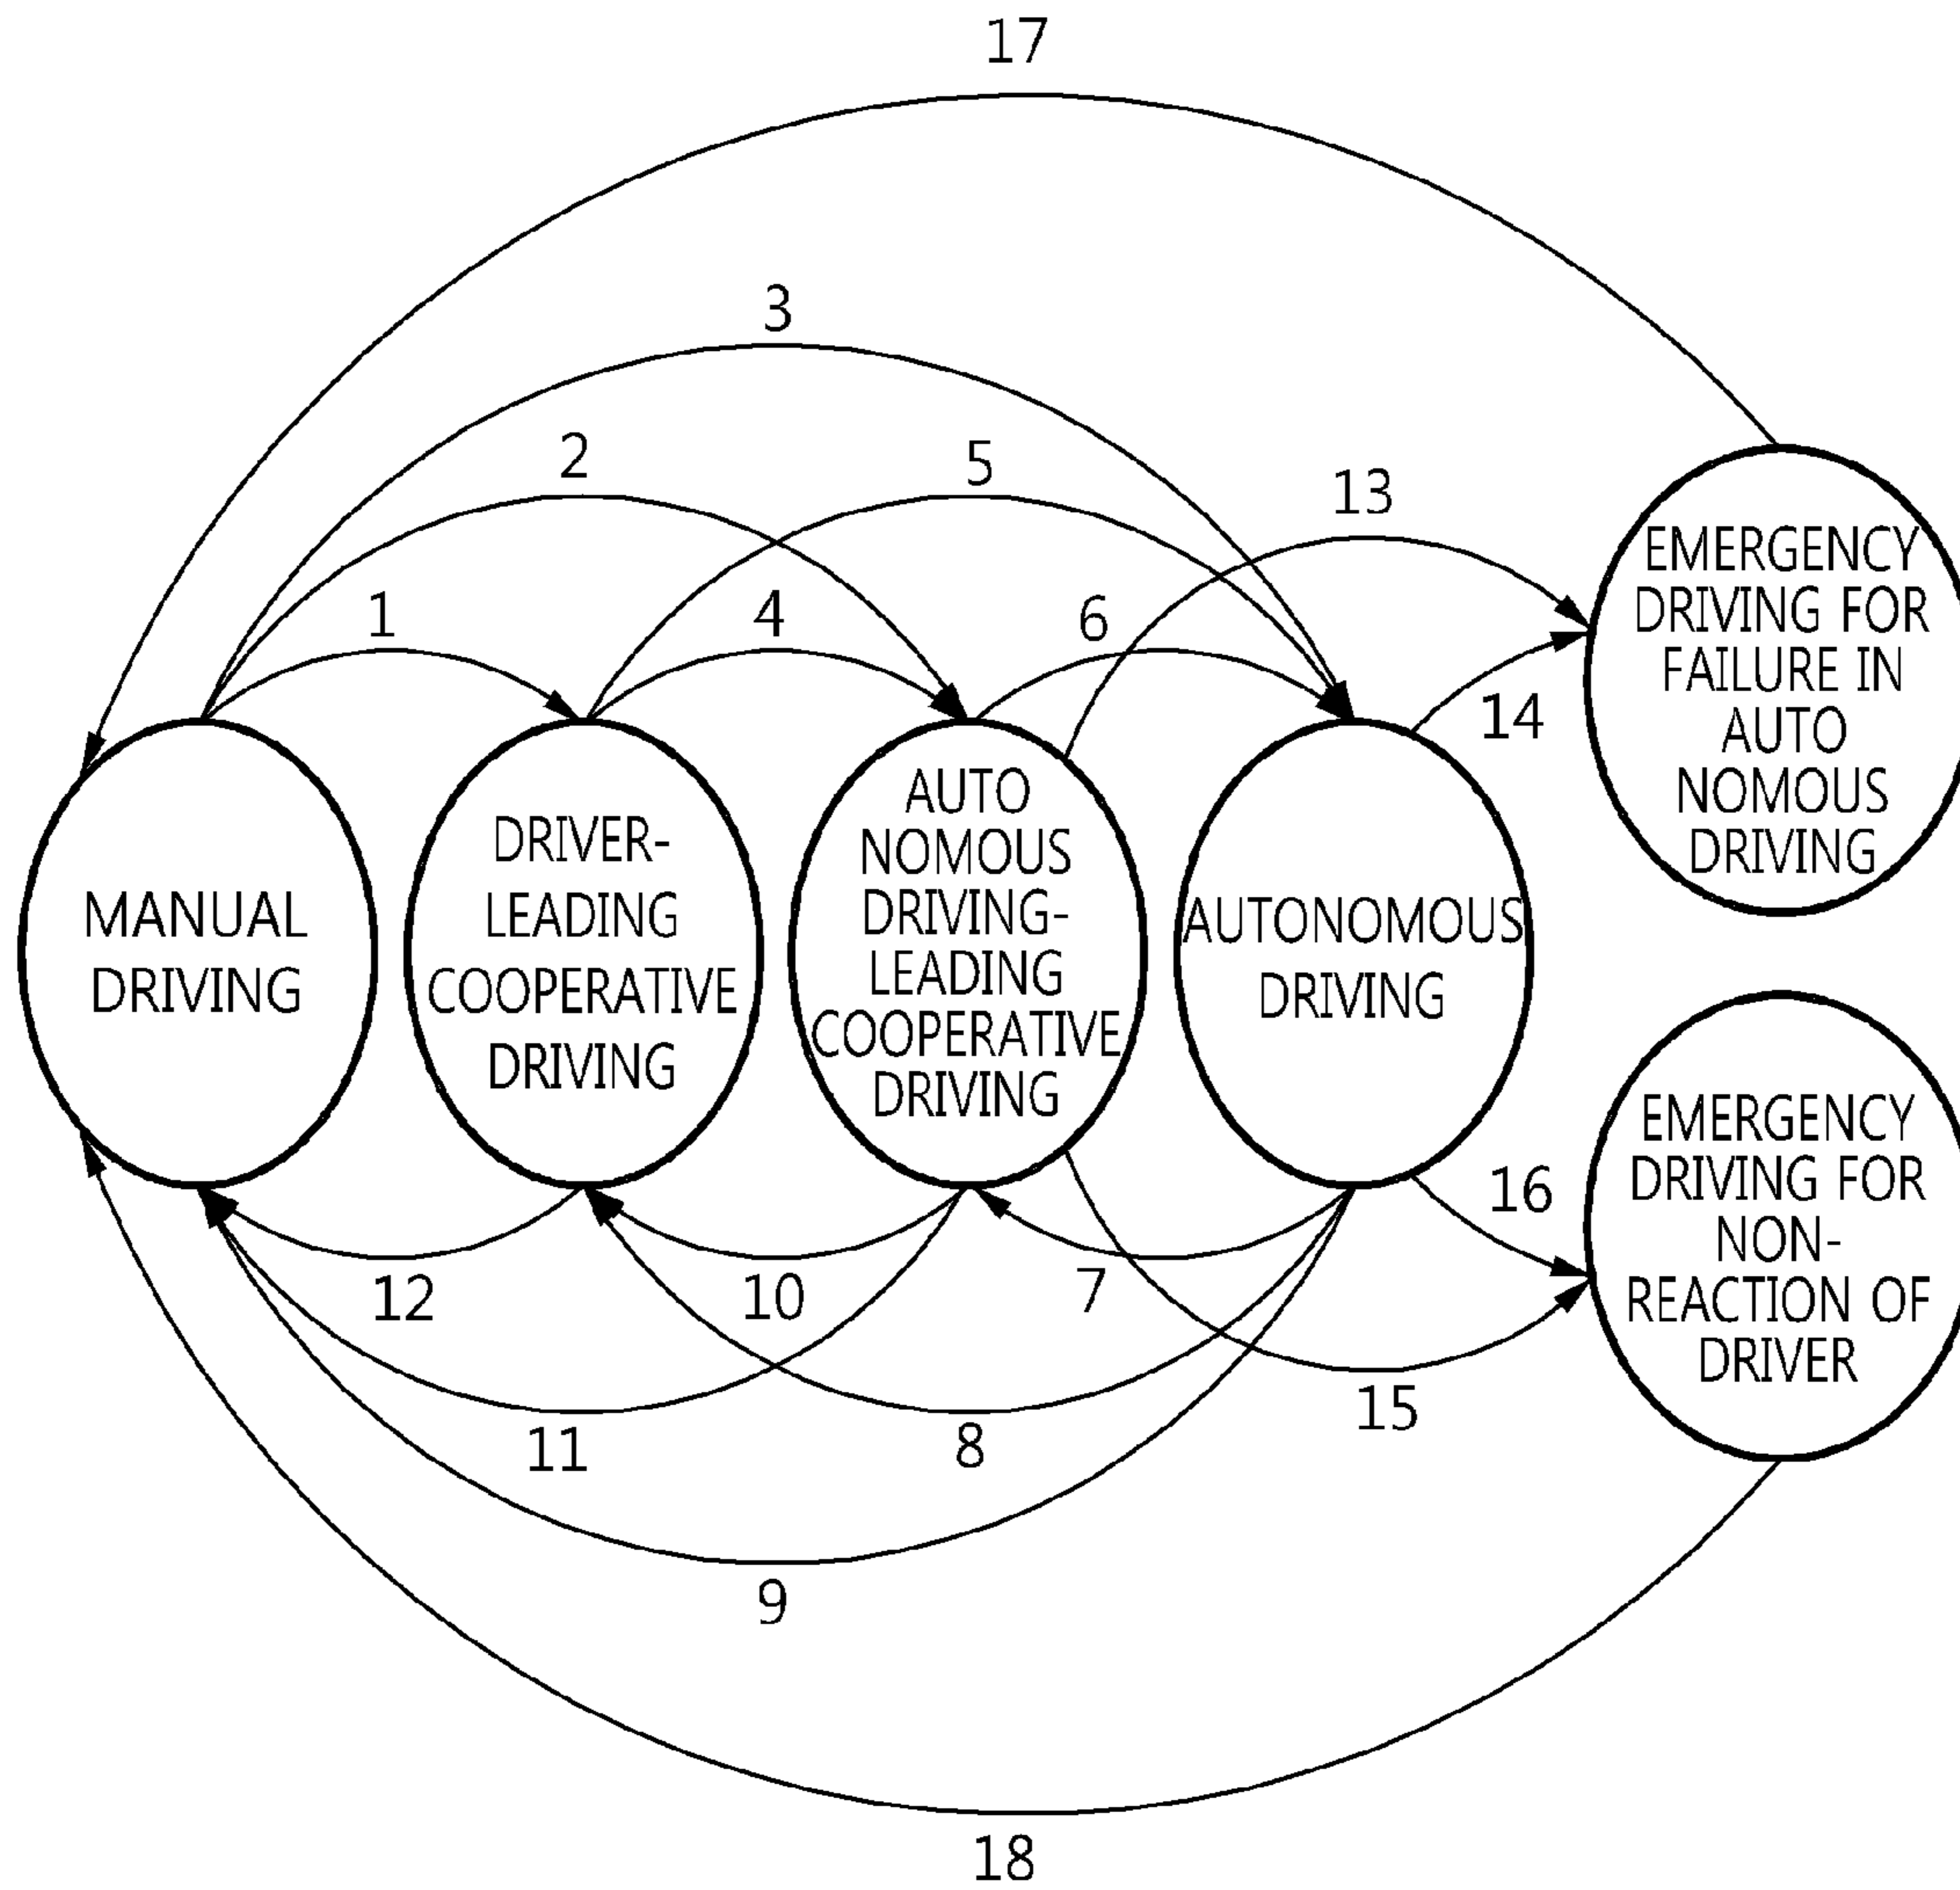 17
3
2
5
13
1
4
6
14
MANUAL
DRIVING
DRIVER-
LEADING
COOPERATIVE
DRIVING
AUTO
NOMOUS
DRIVING-
LEADING
COOPERATIVE
DRIVING
AUTONOMOUS
DRIVING
EMERGENCY
DRIVING FOR
FAILURE IN
AUTO
NOMOUS
DRIVING
EMERGENCY
DRIVING FOR
NON-
REACTION OF
DRIVER
16
12
10
7
15
11
8
9
18